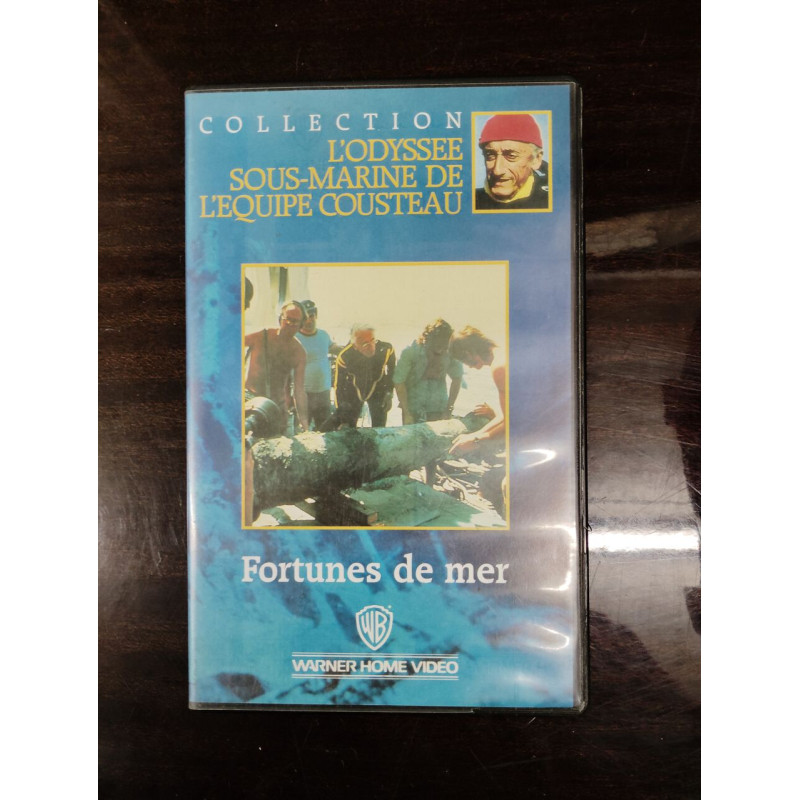 COLLECTION
L'ODYSSEE
SOUS-MARINE DE
L'EQUIPE COUSTEAU
Fortunes de mer
WB
WARNER HOME VIDEO